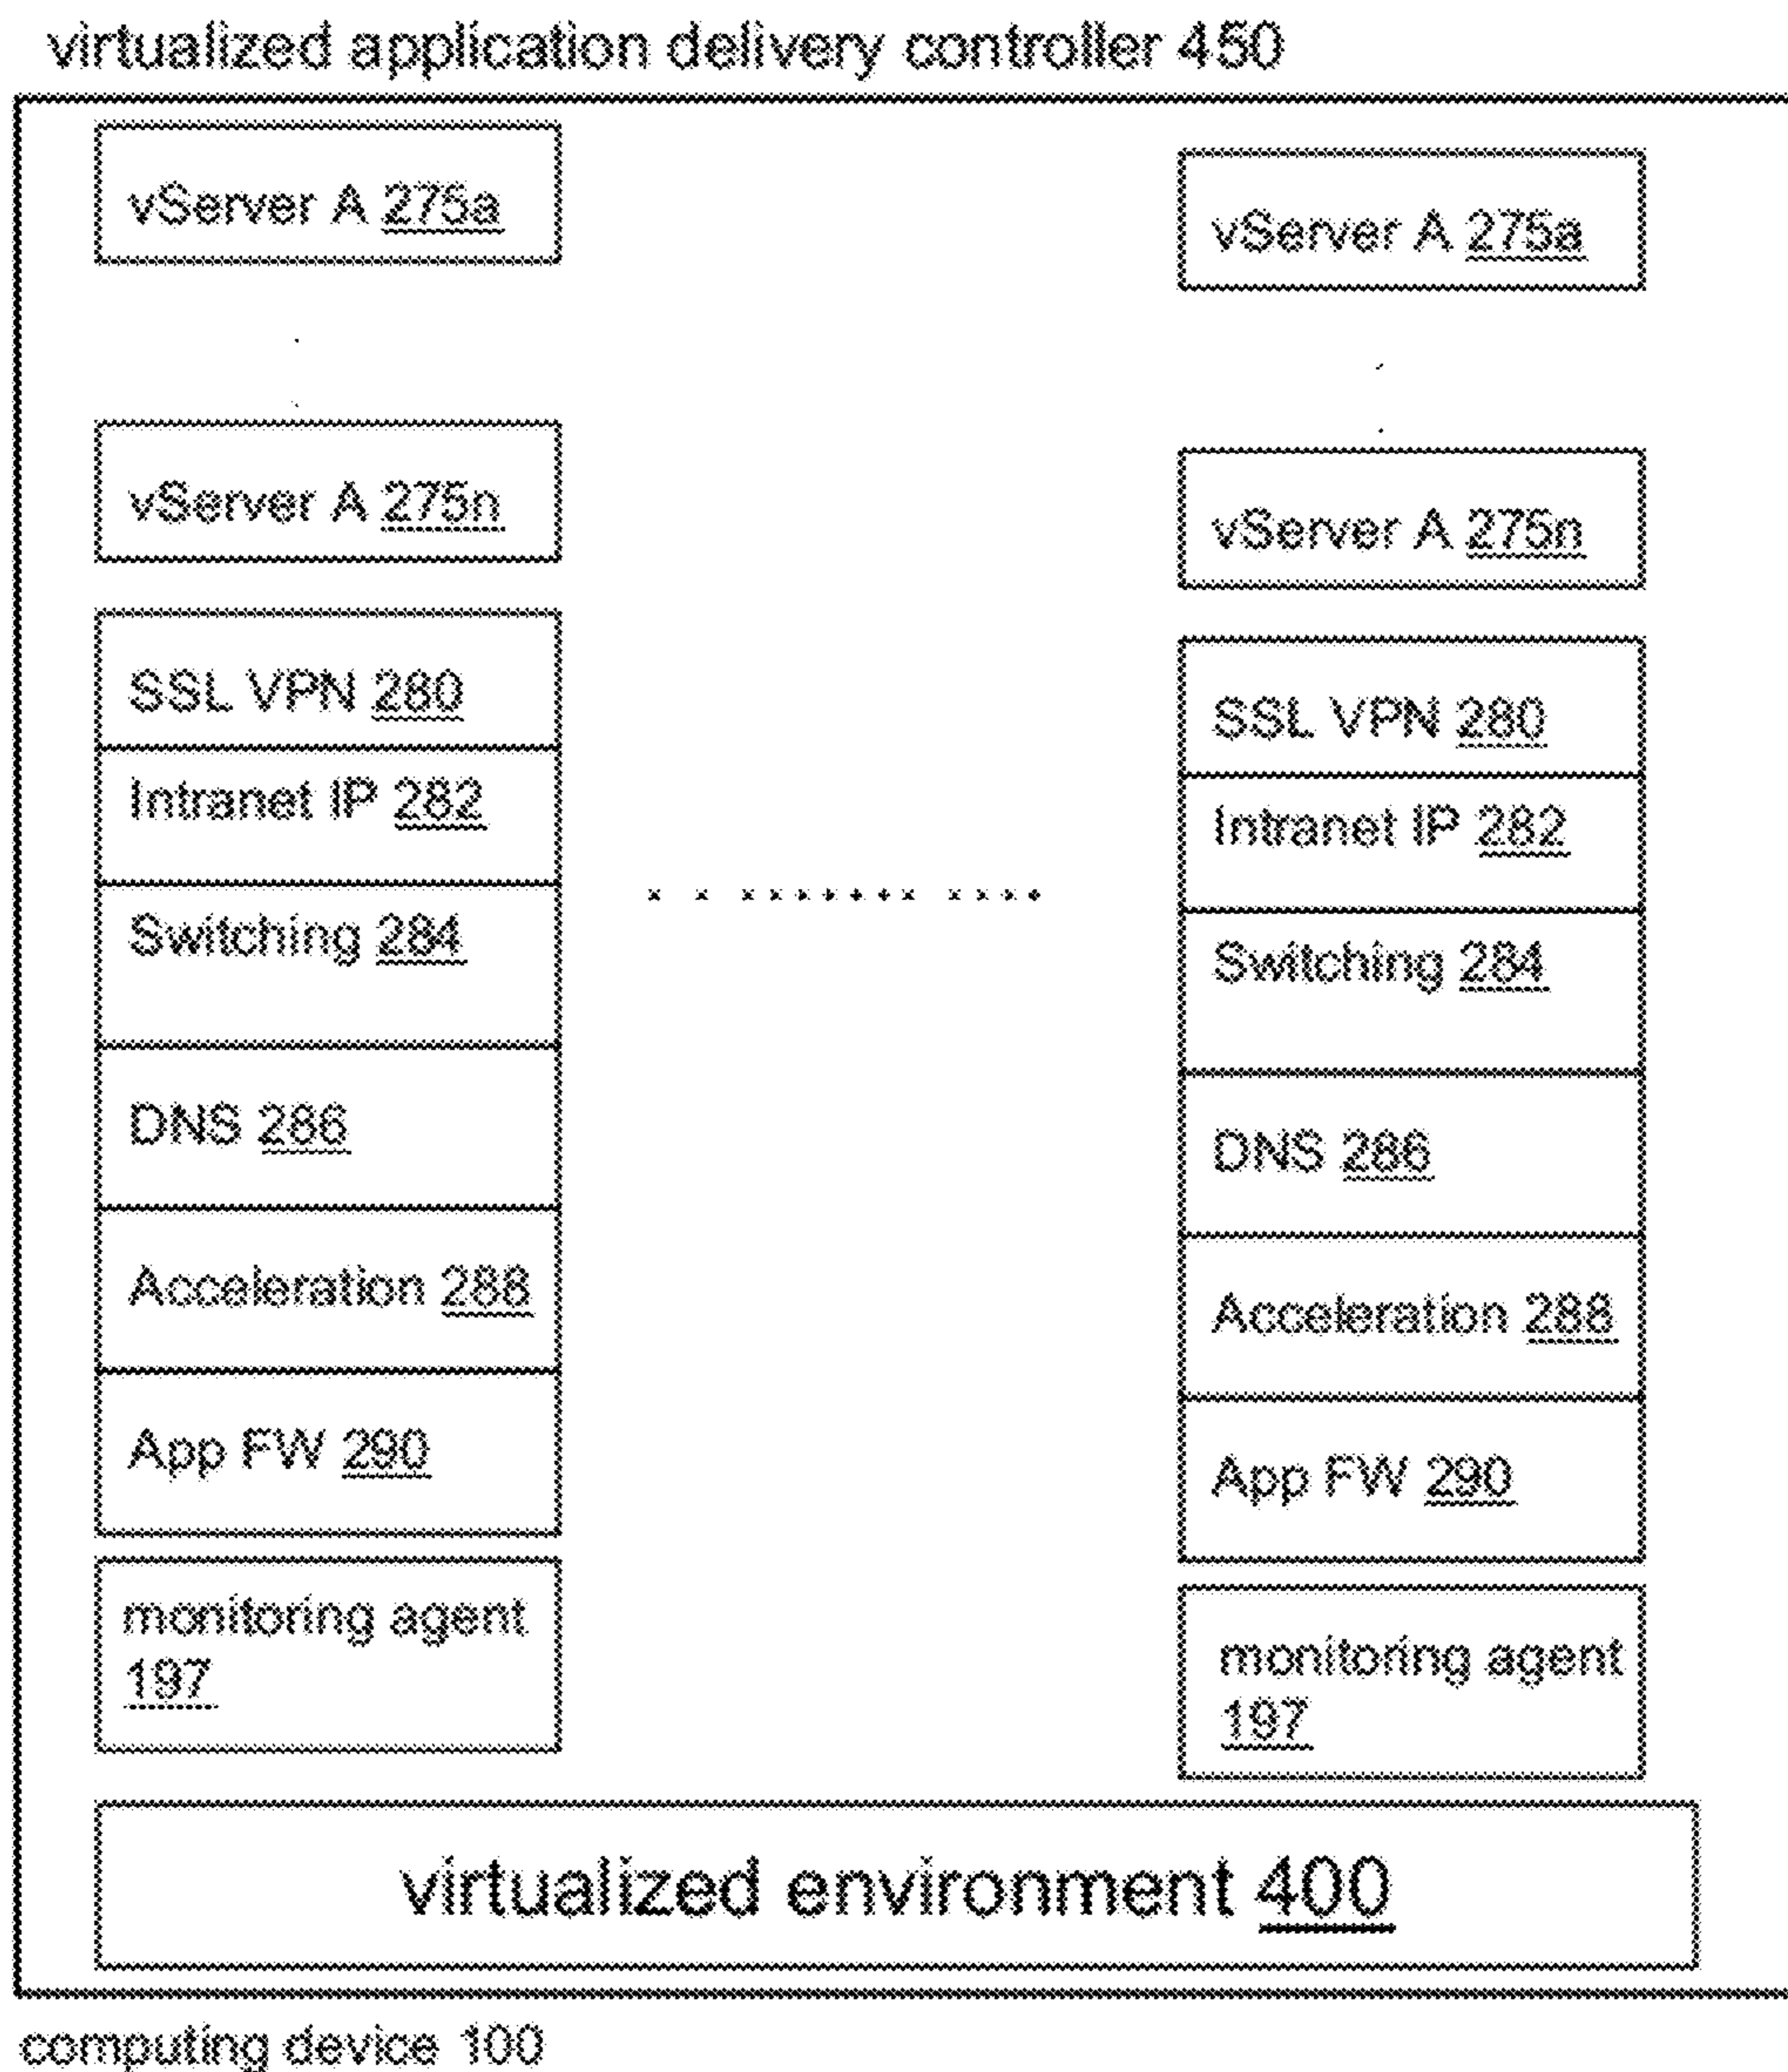 virtualized application delivery controller 450
vServer A 275a
vServer A 275n
SSL VPN 280
Intranet IP 282
Switching 284
DNS 286
Acceleration 288
App FW 290
monitoring agent
197
vServer A 275a
vServer A 275n
SSL VPN 280
Intranet IP 282
Switching 284
DNS 286
Acceleration 288
App FW 290
monitoring agent
197
virtualized environment 400
computing device 100